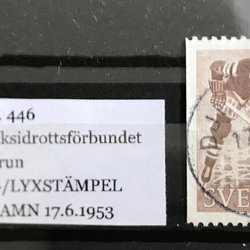 . 446
ksidrottsförbundet
run
-/LYXSTÄMPEL
AMN 17.6.1953
SVE